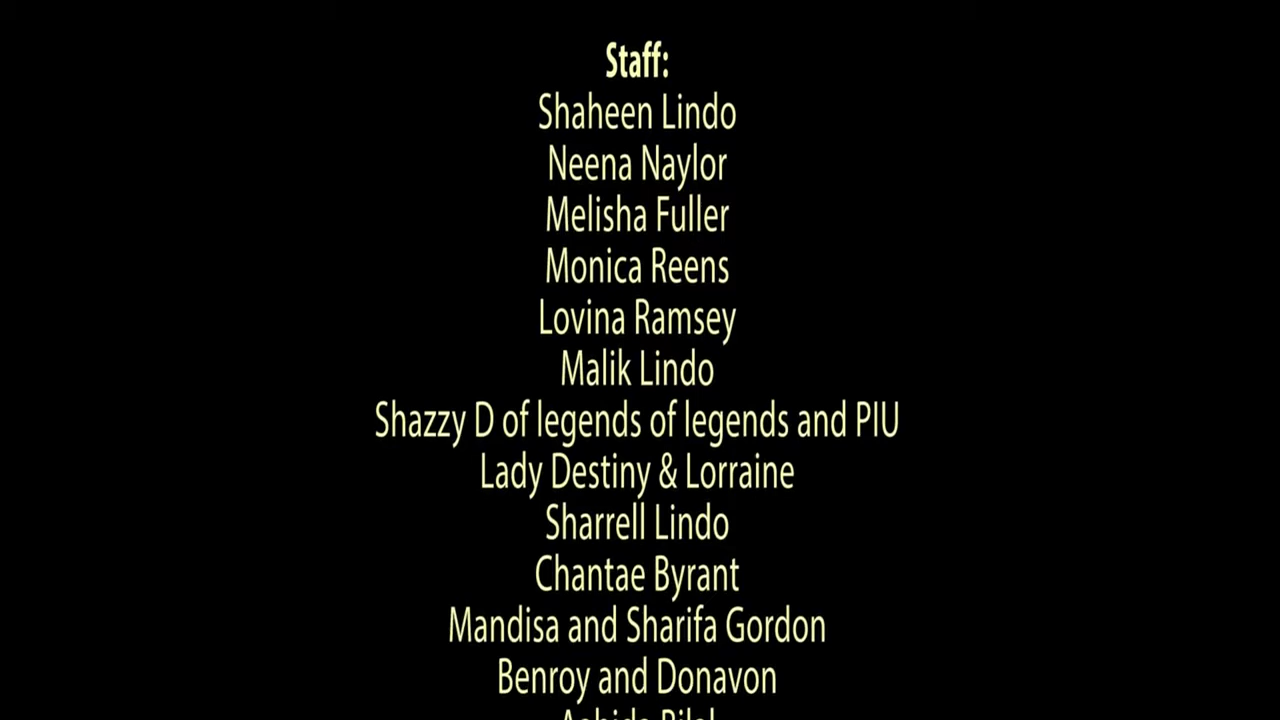 Staff:
Shaheen Lindo
Neena Naylor
Melisha Fuller
Monica Reens
Lovina Ramsey
Malik Lindo
Shazzy D of legends of legends and PIU
Lady Destiny & Lorraine
Sharrell Lindo
Chantae Byrant
Mandisa and Sharifa Gordon
Benroy and Donavon